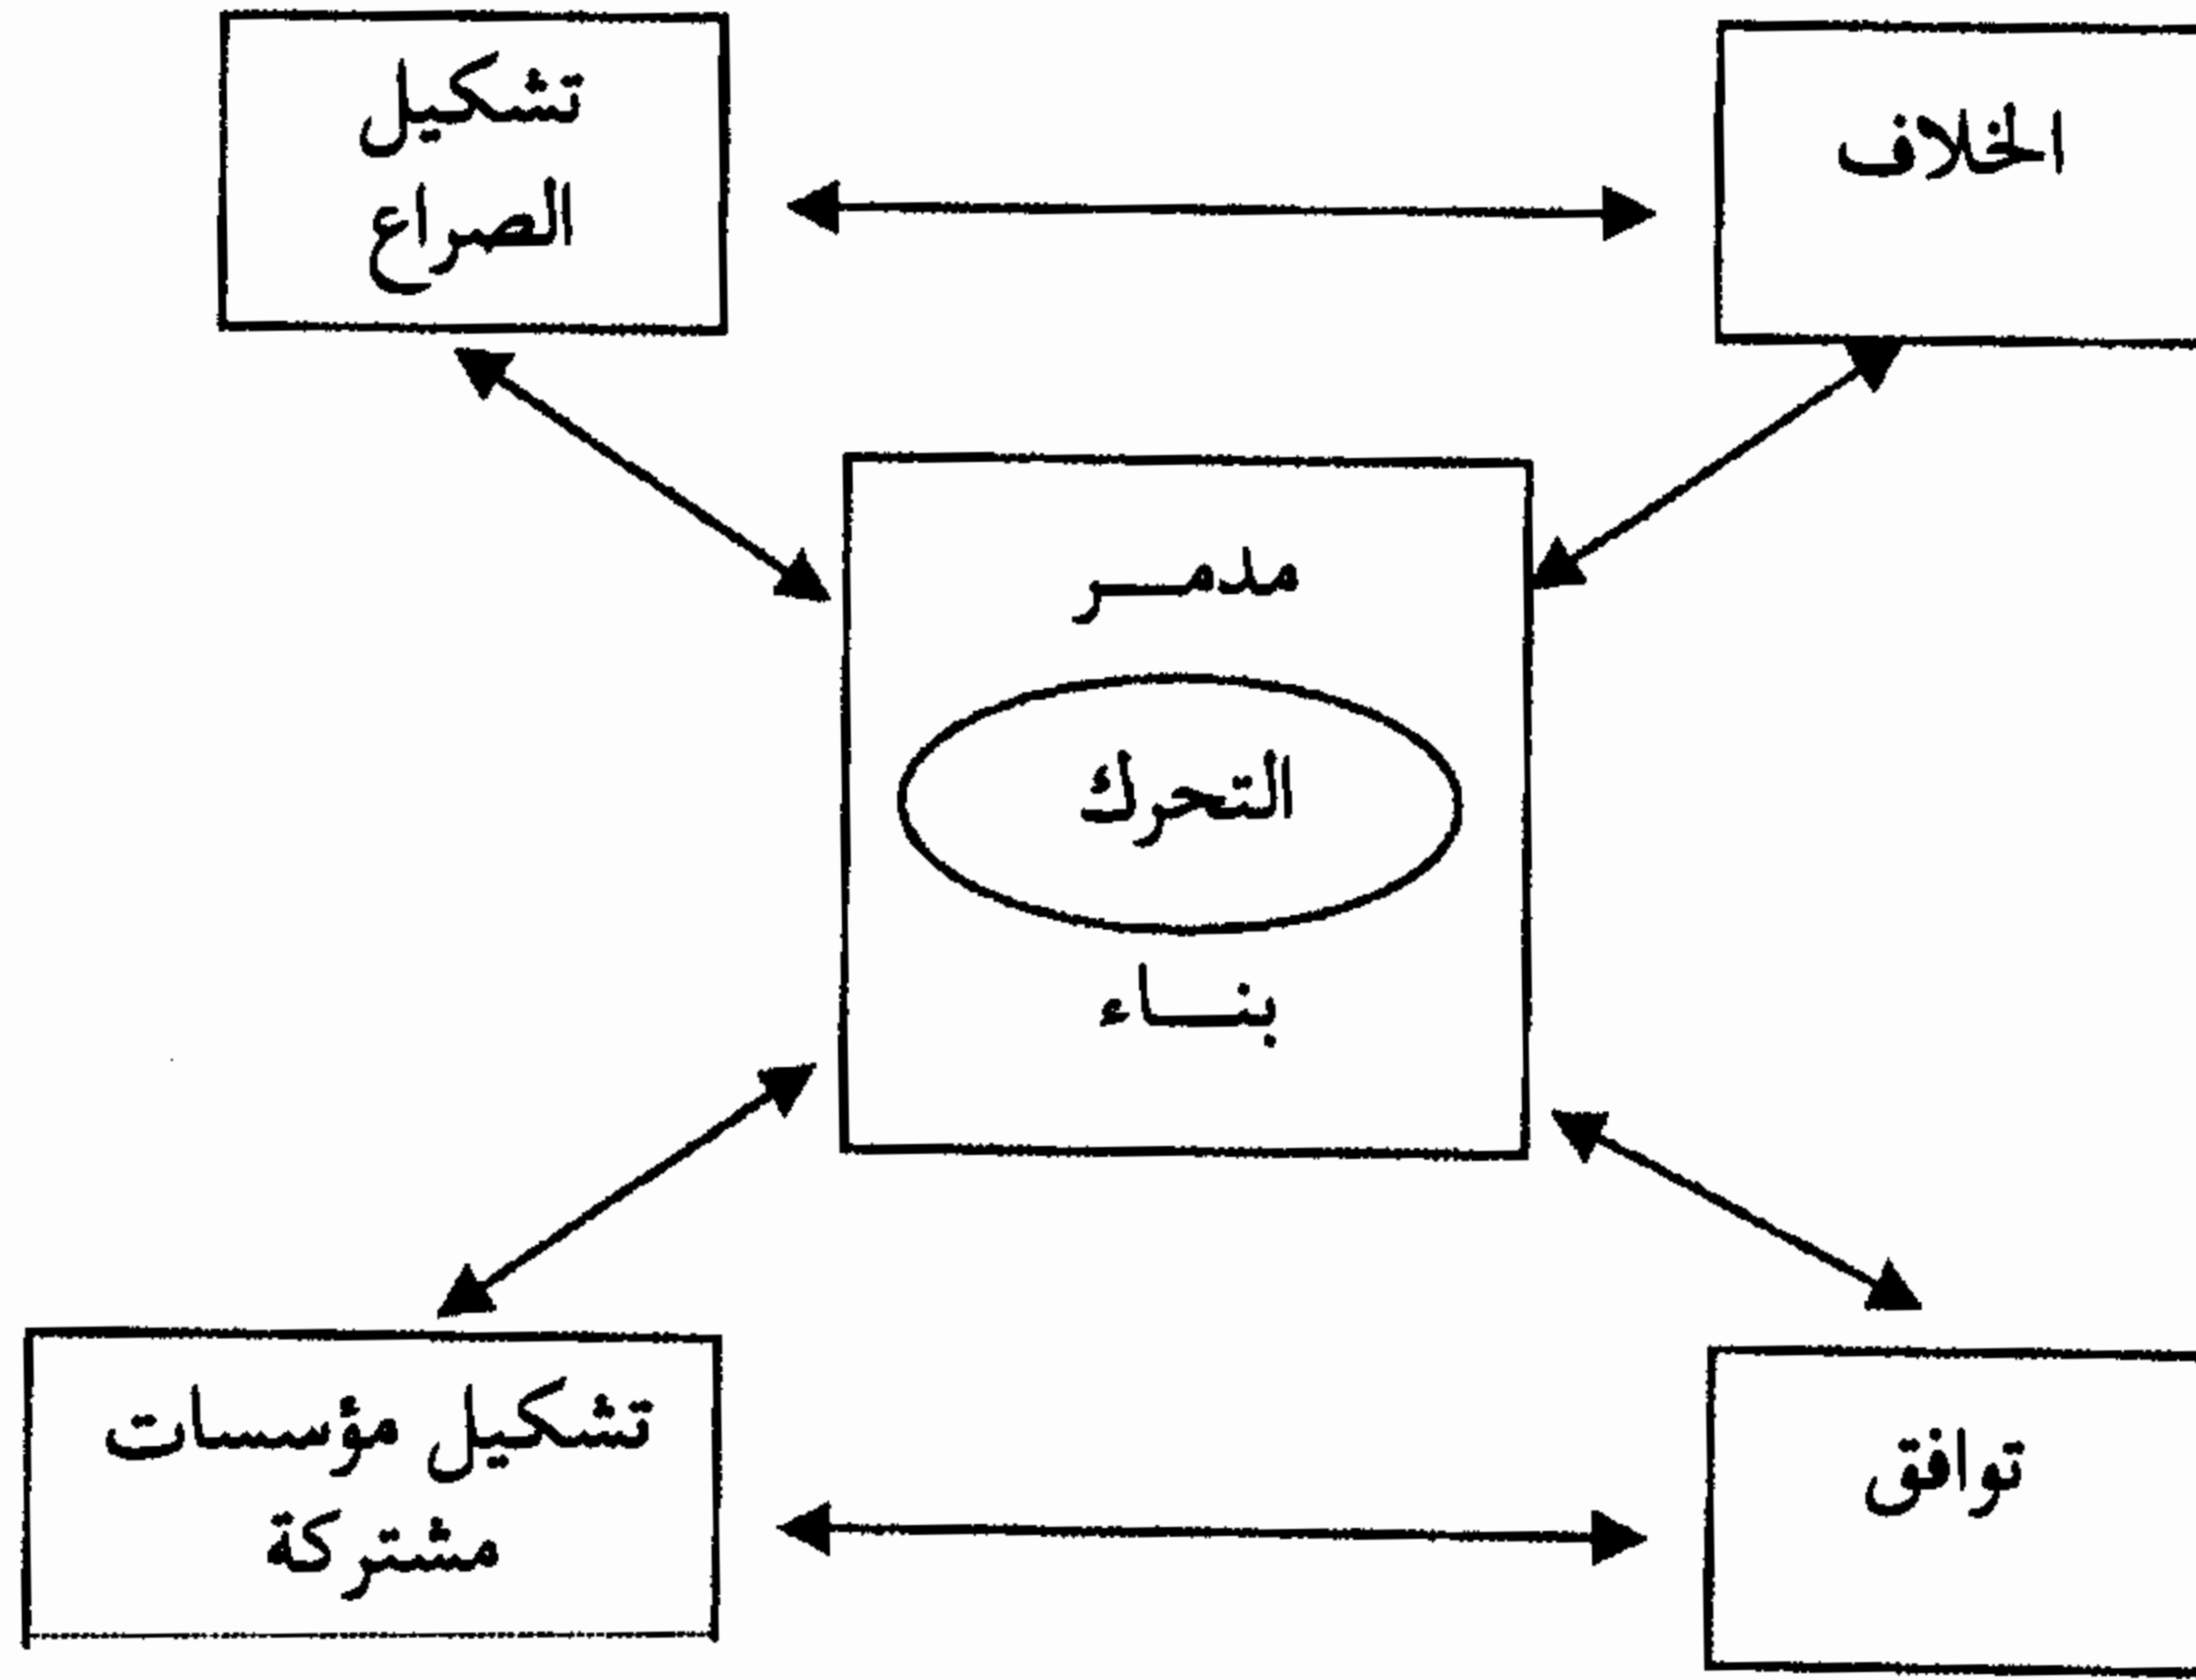 الخلاف
تشكيل
الصراع
مدمـــر
التحرك
بنـــاء
توافق
تشكيل مؤسسات
مشتركة